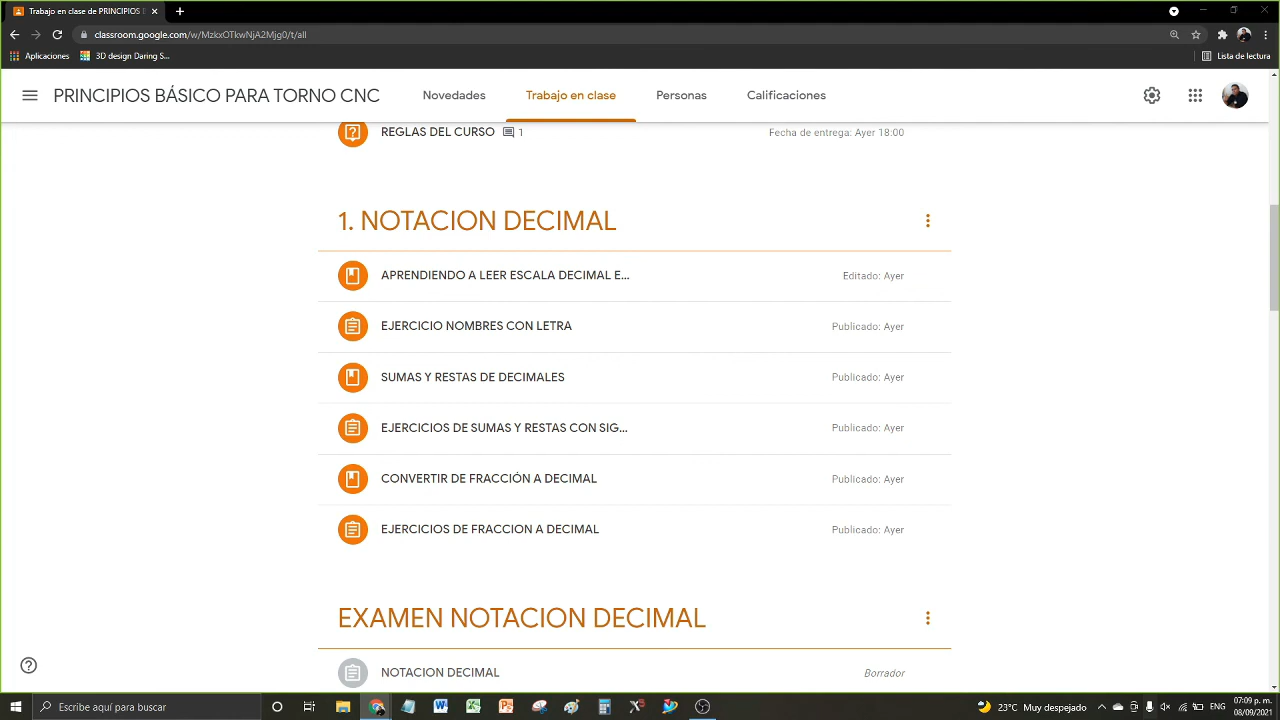 Trabajo en clase de PRINCIPIOS
classroom.google.com/w/MzkxOTkwNjA2Mjg0/t/all
Aplicaciones
3D design Daring S...
Lista de lectura
PRINCIPIOS BÁSICO PARA TORNO CNC
Novedades
Trabajo en clase
Personas
Calificaciones
REGLAS DEL CURSO
1
Fecha de entrega: Ayer 18:00
1. NOTACION DECIMAL
APRENDIENDO A LEER ESCALA DECIMAL E...
Editado: Ayer
EJERCICIO NOMBRES CON LETRA
Publicado: Ayer
SUMAS Y RESTAS DE DECIMALES
Publicado: Ayer
EJERCICIOS DE SUMAS Y RESTAS CON SIG...
Publicado: Ayer
CONVERTIR DE FRACCIÓN A DECIMAL
Publicado: Ayer
EJERCICIOS DE FRACCION A DECIMAL
Publicado: Ayer
EXAMEN NOTACION DECIMAL
NOTACION DECIMAL
Borrador
Escribe aquí para buscar
23°C Despejado
ENG
07:09 p. m.
09/09/2021